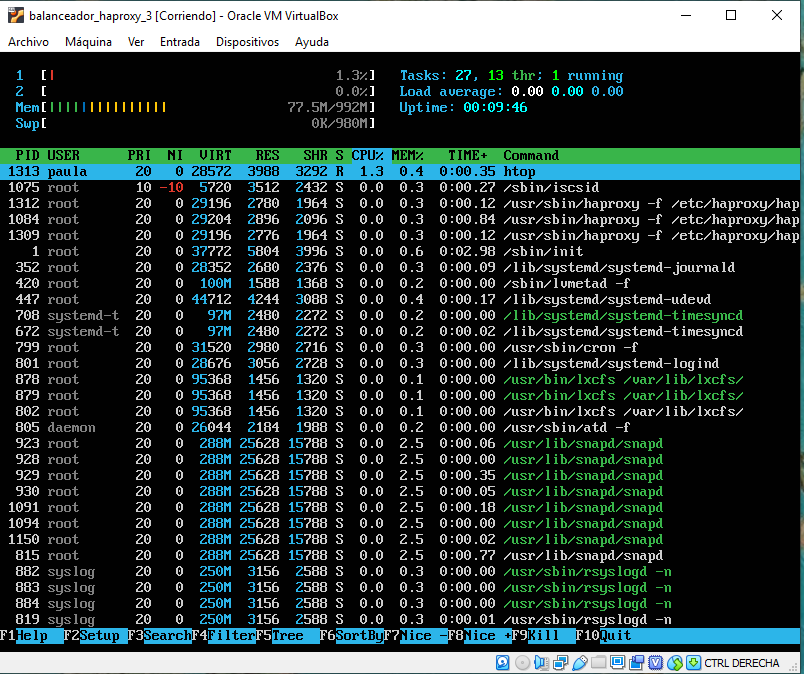 balanceador_haproxy_3 [Corriendo] - Oracle VM VirtualBox
Archivo Máquina Ver Entrada Dispositivos Ayuda
1 [| 1.3%] Tasks: 27, 13 thr; 1 running
2 [ 0.0%] Load average: 0.00 0.00 0.00
Mem[||||||||||||||| 77.5M/992M] Uptime: 00:09:46
Swp[ 0K/980M]
PID USER PRI NI VIRT RES SHR S CPU% MEM% TIME+ Command
1313 paula 20 0 28572 3988 3292 R 1.3 0.4 0:00.35 htop
1075 root 10 -10 5720 3512 2432 S 0.0 0.3 0:00.27 /sbin/iscsid
1312 root 20 0 29196 2780 1964 S 0.0 0.3 0:00.12 /usr/sbin/haproxy -f /etc/haproxy/hap
1084 root 20 0 29204 2896 2096 S 0.0 0.3 0:00.84 /usr/sbin/haproxy -f /etc/haproxy/hap
1309 root 20 0 29196 2776 1964 S 0.0 0.3 0:00.12 /usr/sbin/haproxy -f /etc/haproxy/hap
1 root 20 0 37772 5804 3996 S 0.0 0.6 0:02.98 /sbin/init
352 root 20 0 28352 2680 2376 S 0.0 0.3 0:00.09 /lib/systemd/systemd-journald
420 root 20 0 100M 1588 1368 S 0.0 0.2 0:00.00 /sbin/lvmetad -f
447 root 20 0 44712 4244 3088 S 0.0 0.4 0:00.17 /lib/systemd/systemd-udevd
708 systemd-t 20 0 97M 2480 2272 S 0.0 0.2 0:00.00 /lib/systemd/systemd-timesyncd
672 systemd-t 20 0 97M 2480 2272 S 0.0 0.2 0:00.02 /lib/systemd/systemd-timesyncd
799 root 20 0 31520 2980 2716 S 0.0 0.3 0:00.00 /usr/sbin/cron -f
801 root 20 0 28676 3056 2728 S 0.0 0.3 0:00.00 /lib/systemd/systemd-logind
878 root 20 0 95368 1456 1320 S 0.0 0.1 0:00.00 /usr/bin/lxcfs /var/lib/lxcfs/
879 root 20 0 95368 1456 1320 S 0.0 0.1 0:00.00 /usr/bin/lxcfs /var/lib/lxcfs/
802 root 20 0 95368 1456 1320 S 0.0 0.1 0:00.00 /usr/bin/lxcfs /var/lib/lxcfs/
805 daemon 20 0 26044 2184 1988 S 0.0 0.2 0:00.00 /usr/sbin/atd -f
923 root 20 0 288M 25628 15788 S 0.0 2.5 0:00.06 /usr/lib/snapd/snapd
928 root 20 0 288M 25628 15788 S 0.0 2.5 0:00.00 /usr/lib/snapd/snapd
929 root 20 0 288M 25628 15788 S 0.0 2.5 0:00.35 /usr/lib/snapd/snapd
930 root 20 0 288M 25628 15788 S 0.0 2.5 0:00.05 /usr/lib/snapd/snapd
1091 root 20 0 288M 25628 15788 S 0.0 2.5 0:00.18 /usr/lib/snapd/snapd
1094 root 20 0 288M 25628 15788 S 0.0 2.5 0:00.00 /usr/lib/snapd/snapd
1150 root 20 0 288M 25628 15788 S 0.0 2.5 0:00.02 /usr/lib/snapd/snapd
815 root 20 0 288M 25628 15788 S 0.0 2.5 0:00.77 /usr/lib/snapd/snapd
882 syslog 20 0 250M 3156 2588 S 0.0 0.3 0:00.00 /usr/sbin/rsyslogd -n
883 syslog 20 0 250M 3156 2588 S 0.0 0.3 0:00.00 /usr/sbin/rsyslogd -n
884 syslog 20 0 250M 3156 2588 S 0.0 0.3 0:00.00 /usr/sbin/rsyslogd -n
819 syslog 20 0 250M 3156 2588 S 0.0 0.3 0:00.01 /usr/sbin/rsyslogd -n
F1Help F2Setup F3SearchF4FilterF5Tree F6SortByF7Nice -F8Nice +F9Kill F10Quit
CTRL DERECHA